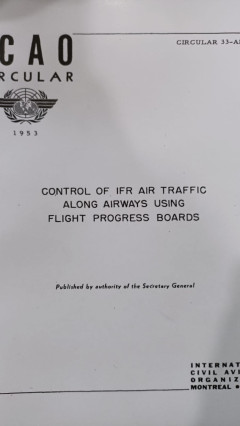 CAO
CIRCULAR 33-A
RCULAR
1953
CONTROL OF IFR AIR TRAFFIC
ALONG AIRWAYS USING
FLIGHT PROGRESS BOARDS
Published by authority of the Secretary General
INTERNAT
CIVIL AVI
ORGANIZ
MONTREAL •